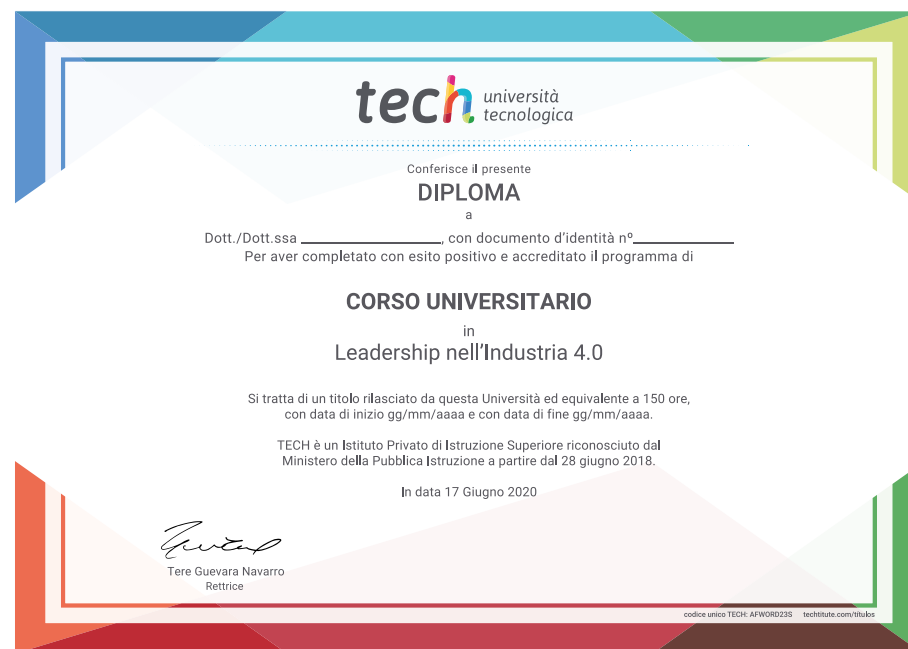 tech università
tecnologica
Conferisce il presente
DIPLOMA
a
Dott./Dott.ssa ____________________, con documento d'identità nº______________
Per aver completato con esito positivo e accreditato il programma di
CORSO UNIVERSITARIO
in
Leadership nell'Industria 4.0
Si tratta di un titolo rilasciato da questa Università ed equivalente a 150 ore,
con data di inizio gg/mm/aaaa e con data di fine gg/mm/aaaa.
TECH è un Istituto Privato di Istruzione Superiore riconosciuto dal
Ministero della Pubblica Istruzione a partire dal 28 giugno 2018.
In data 17 Giugno 2020
Tere Guevara Navarro
Rettrice
codice unico TECH: AFWORD23S techtitute.com/titulos